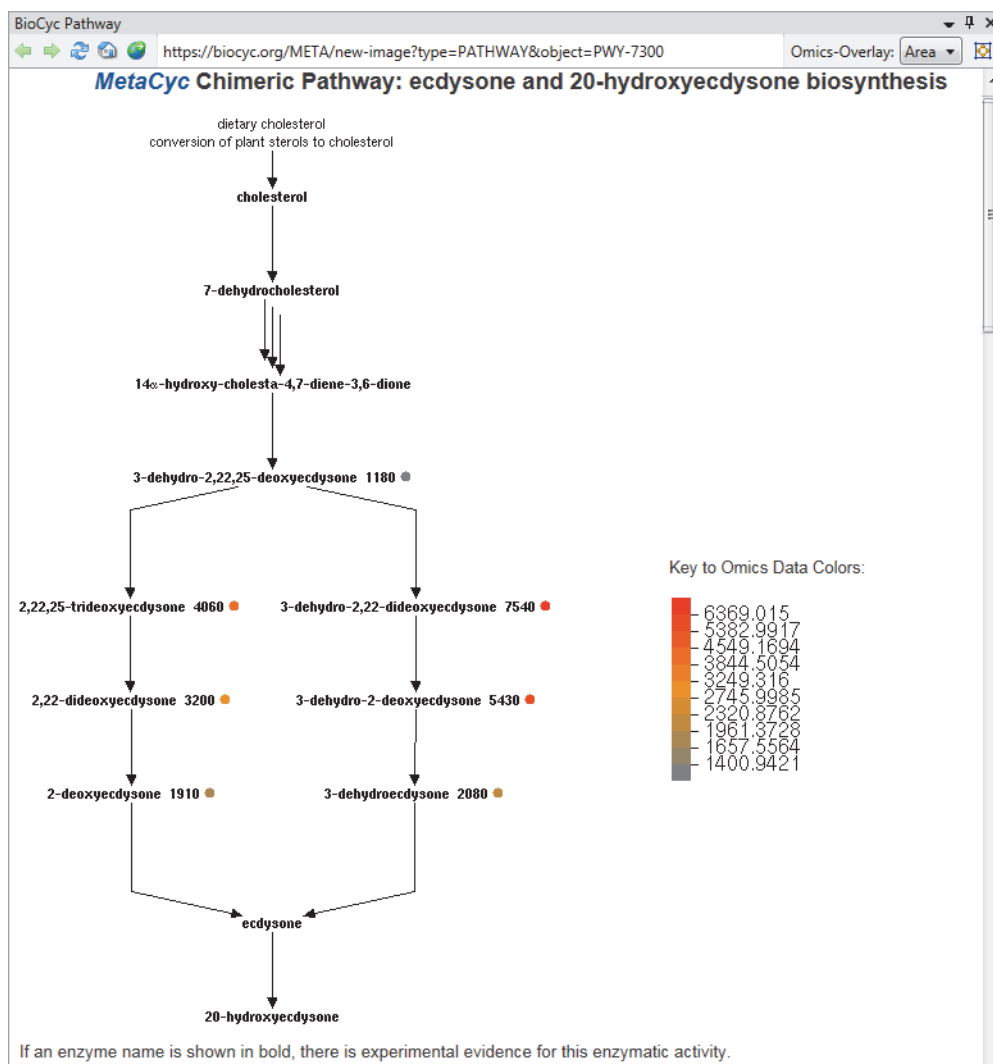 BioCyc Pathway
https://biocyc.org/META/new-image?type=PATHWAY&object=PWY-7300
Omics-Overlay: Area
MetaCyc Chimeric Pathway: ecdysone and 20-hydroxyecdysone biosynthesis
dietary cholesterol
conversion of plant sterols to cholesterol
cholesterol
7-dehydrocholesterol
14α-hydroxy-cholesta-4,7-diene-3,6-dione
3-dehydro-2,22,25-deoxyecdysone 1180
2,22,25-trideoxyecdysone 4060
3-dehydro-2,22-dideoxyecdysone 7540
2,22-dideoxyecdysone 3200
3-dehydro-2-deoxyecdysone 5430
2-deoxyecdysone 1910
3-dehydroecdysone 2080
ecdysone
20-hydroxyecdysone
Key to Omics Data Colors:
6369.015
5382.9917
4549.1694
3844.5054
3249.316
2745.9985
2320.8762
1961.3728
1657.5564
1400.9421
If an enzyme name is shown in bold, there is experimental evidence for this enzymatic activity.